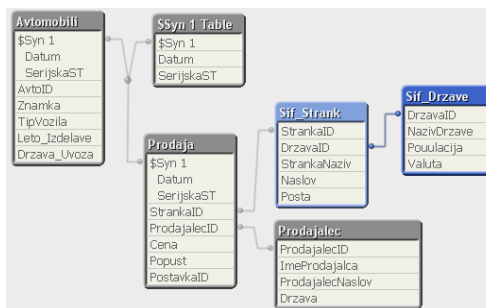 Avtomobili
$Syn 1
Datum
SerijskaST
AvtoID
Znamka
TipVozila
Leto_Izdelave
Drzava_Uvoza
$Syn 1 Table
$Syn 1
Datum
SerijskaST
Prodaja
$Syn 1
Datum
SerijskaST
StrankaID
ProdajalecID
Cena
Popust
PostavkaID
Sif_Strank
StrankaID
DrzavaID
StrankaNaziv
Naslov
Posta
Sif_Drzave
DrzavaID
NazivDrzave
Pouulacija
Valuta
Prodajalec
ProdajalecID
ImeProdajalca
ProdajalecNaslov
Drzava